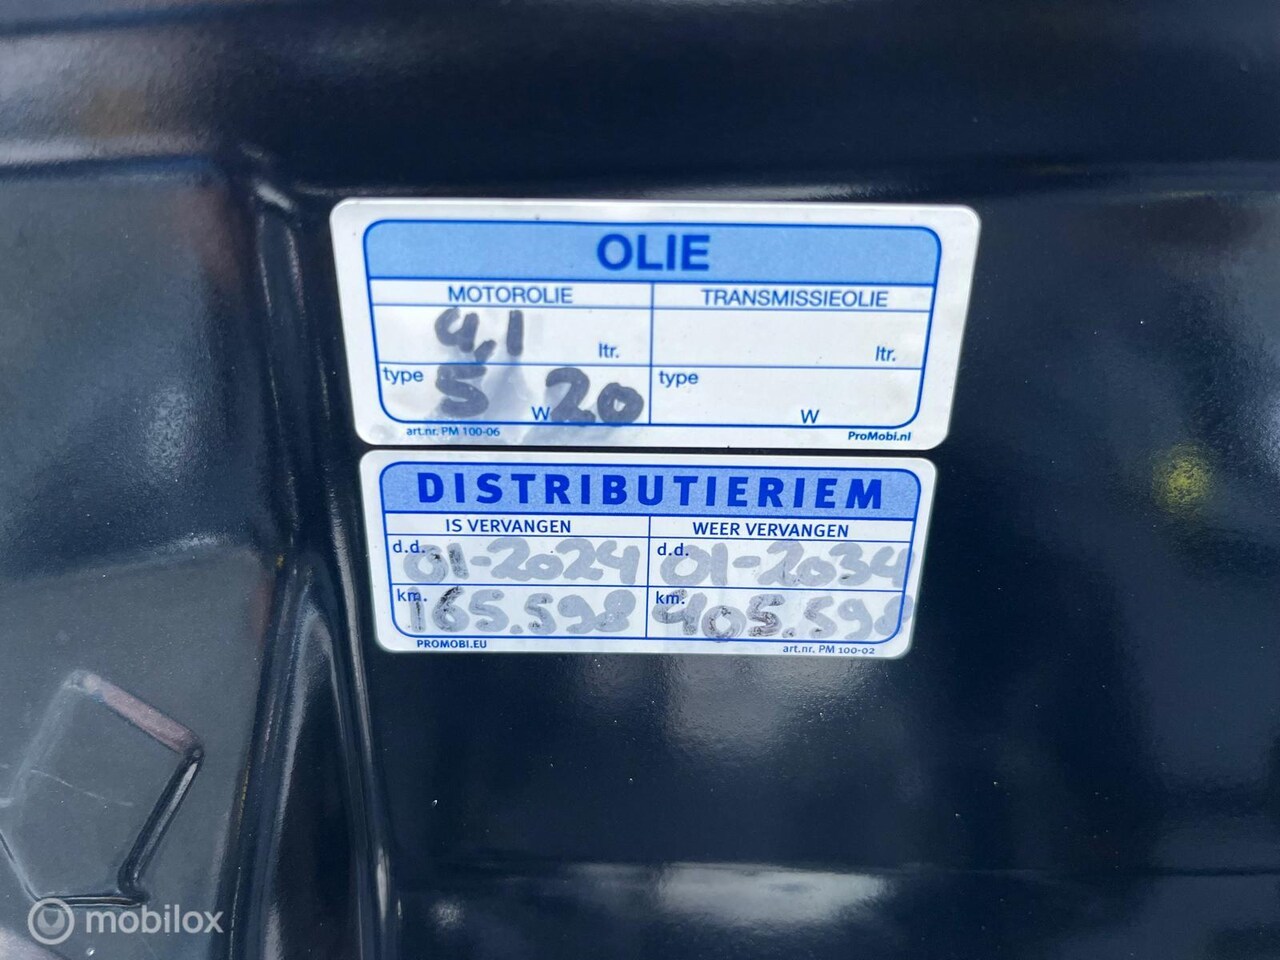 OLIE
MOTOROLIE TRANSMISSIEOLIE
4,1 ltr. ltr.
type 5 W 20 type W
art.nr. PM 100-06 ProMobi.nl
DISTRIBUTIERIEM
IS VERVANGEN WEER VERVANGEN
d.d. 01-2024 d.d. 01-2034
km. 165.598 km. 405.598
PROMOBI.EU art.nr. PM 100-02
mobilox